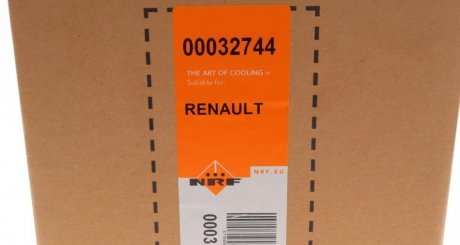 00032744
THE ART OF COOLING >
Suitable for:
RENAULT
NRF
NRF.EU
0003